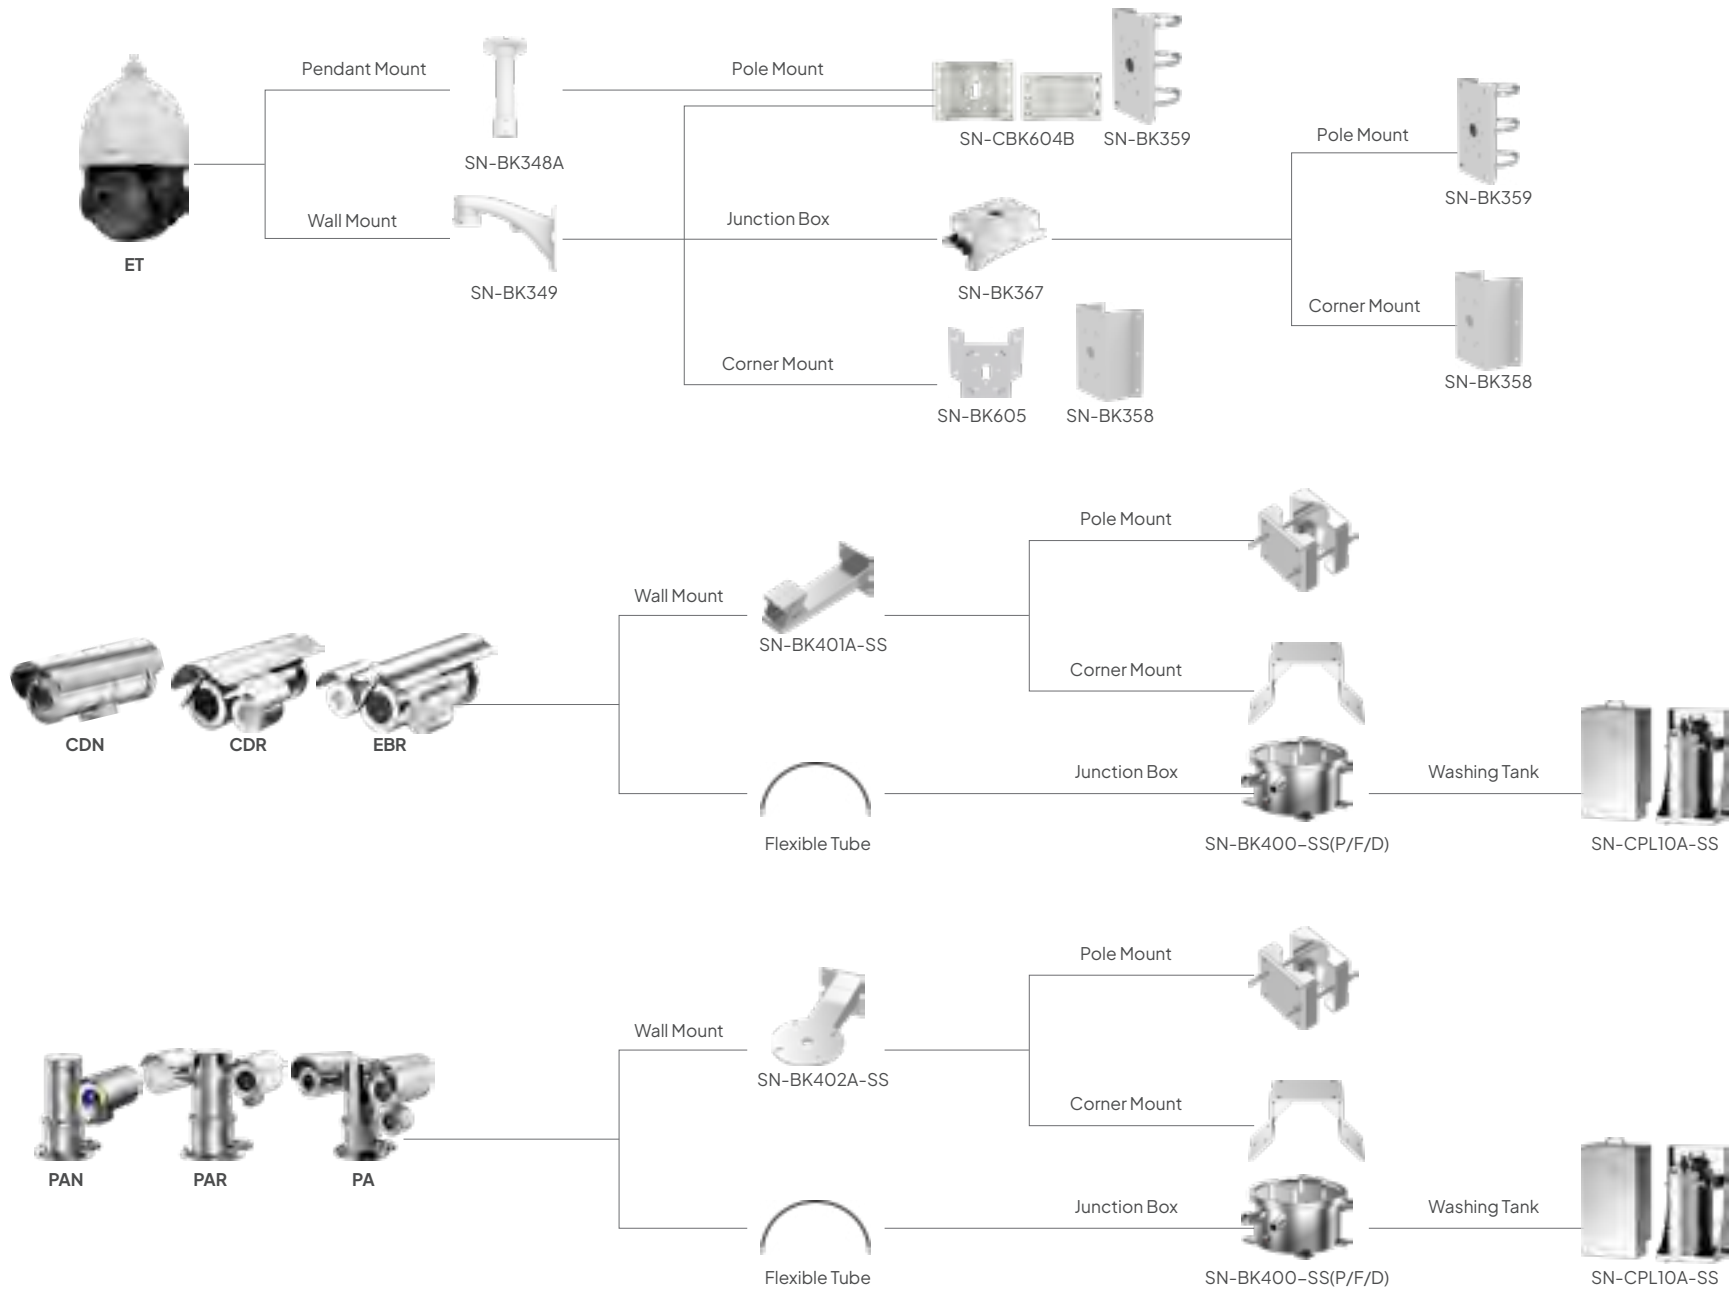 Pendant Mount
Pole Mount
SN-CBK604B
SN-BK359
Pole Mount
SN-BK348A
SN-BK359
Wall Mount
Junction Box
ET
SN-BK349
SN-BK367
Corner Mount
Corner Mount
SN-BK358
SN-BK605
SN-BK358
Pole Mount
Wall Mount
SN-BK401A-SS
Corner Mount
CDN
CDR
EBR
Junction Box
Washing Tank
Flexible Tube
SN-BK400-SS(P/F/D)
SN-CPL10A-SS
Pole Mount
Wall Mount
SN-BK402A-SS
Corner Mount
PAN
PAR
PA
Junction Box
Washing Tank
Flexible Tube
SN-BK400-SS(P/F/D)
SN-CPL10A-SS